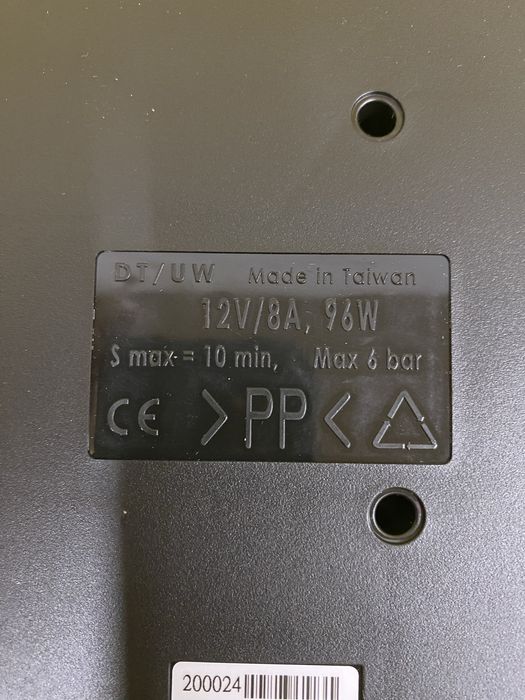 DT/UW Made in Taiwan
12V/8A, 96W
S max = 10 min, Max 6 bar
CE >PP<
200024